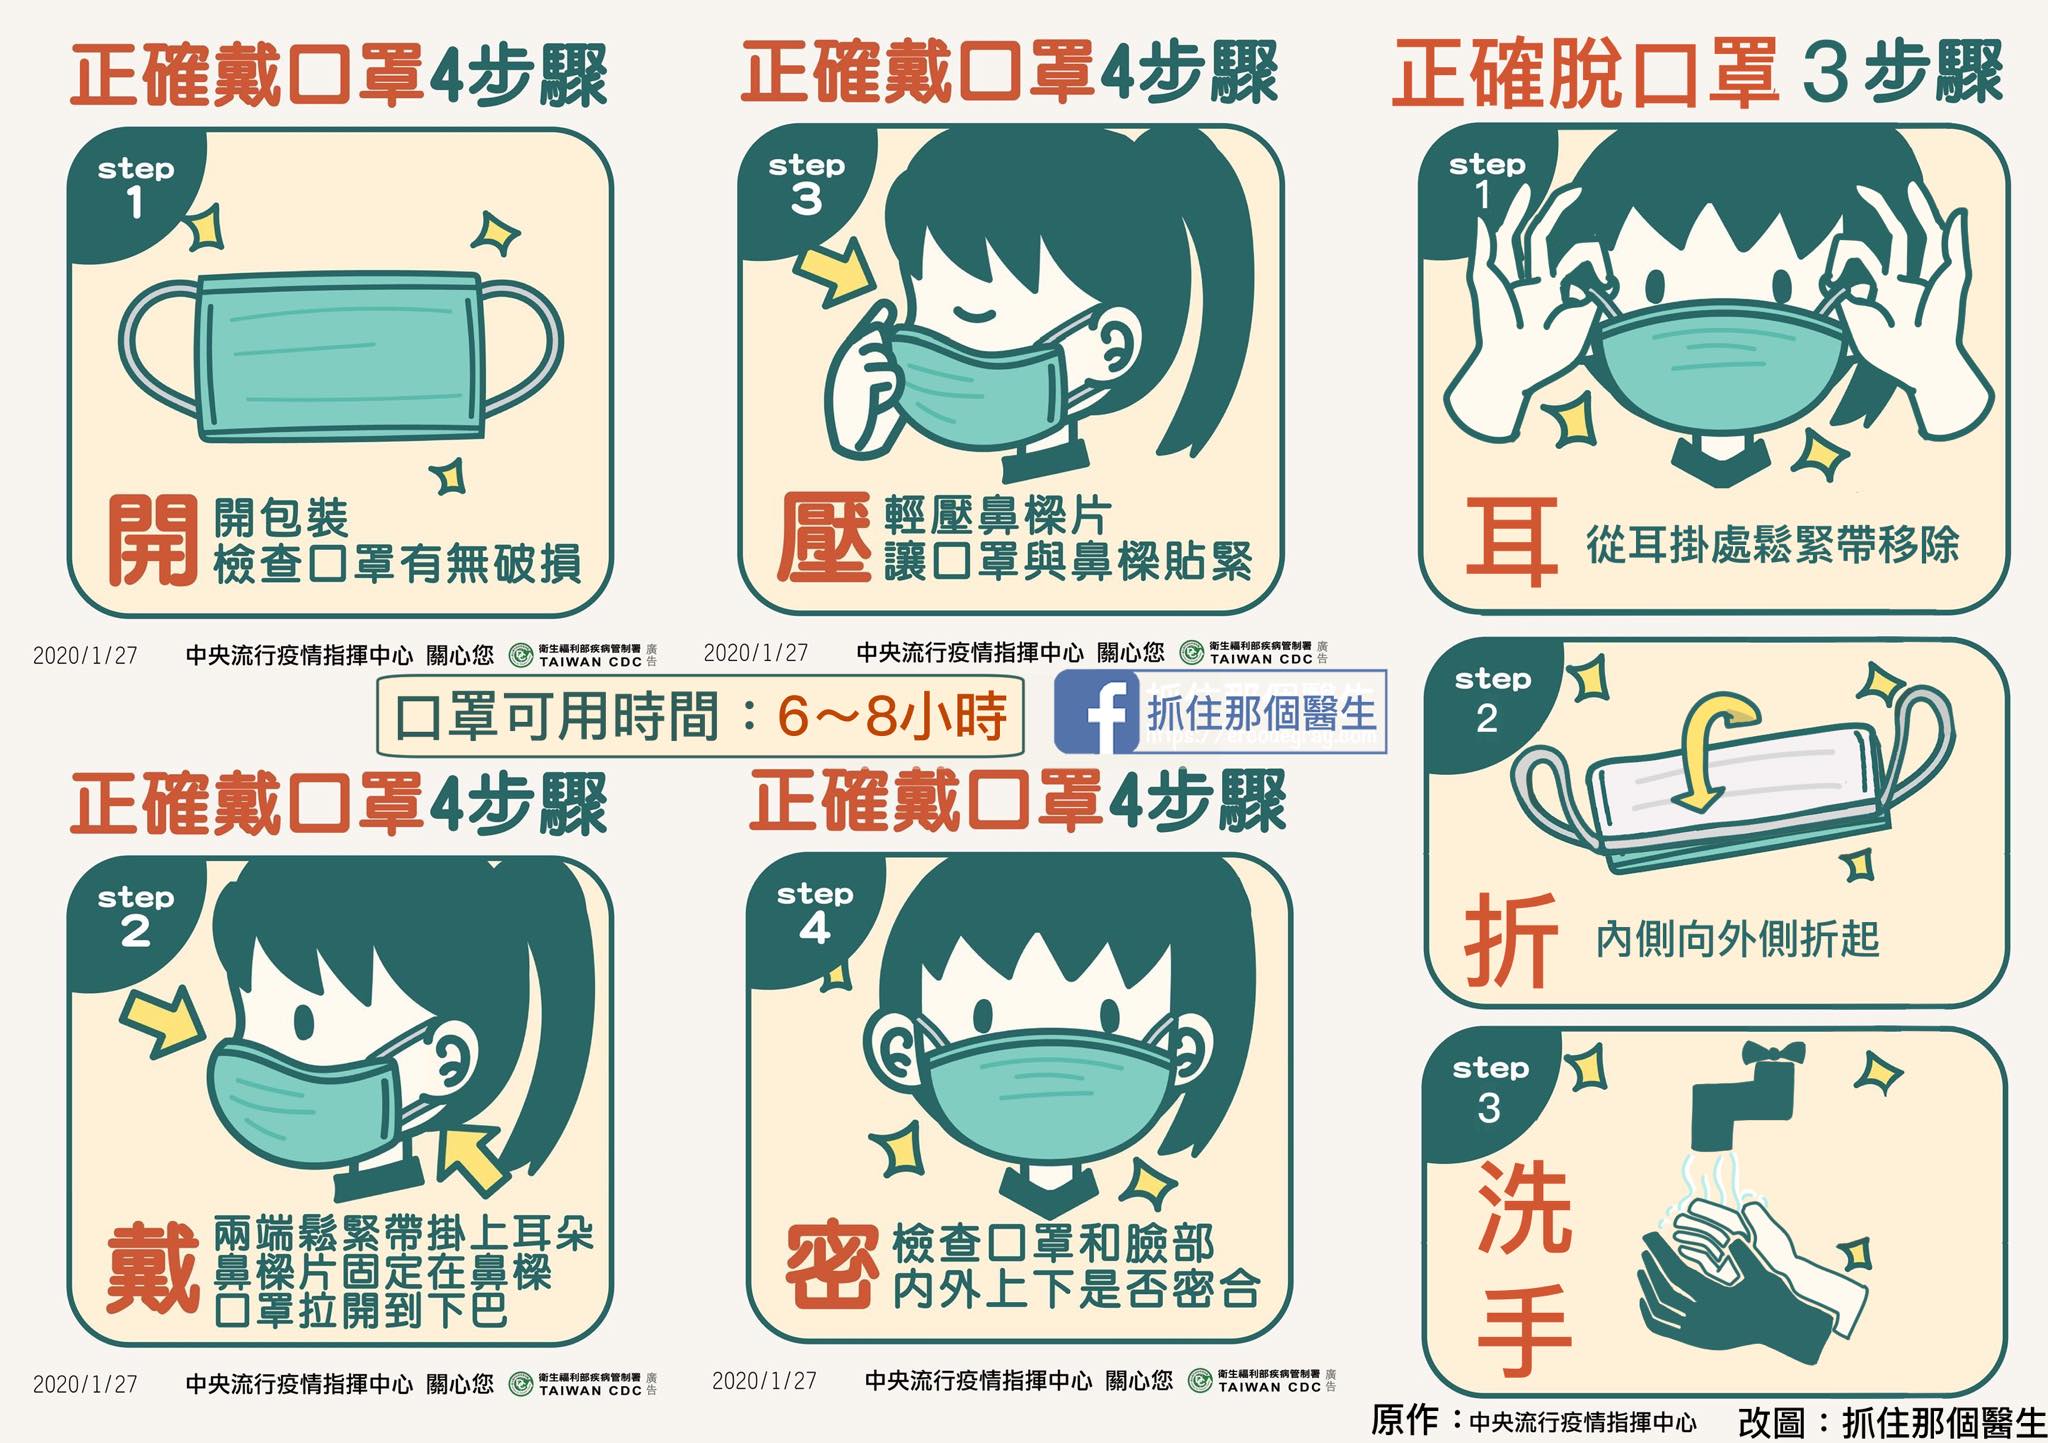 正確戴口罩4步驟
step
1
開
開包裝
檢查口罩有無破損
2020/1/27 中央流行疫情指揮中心 關心您 衛生福利部疾病管制署 TAIWAN CDC 廣告
正確戴口罩4步驟
step
3
壓
輕壓鼻樑片
讓口罩與鼻樑貼緊
2020/1/27 中央流行疫情指揮中心 關心您 衛生福利部疾病管制署 TAIWAN CDC 廣告
口罩可用時間：6～8小時
抓住那個醫生
正確戴口罩4步驟
step
2
戴
兩端鬆緊帶掛上耳朵
鼻樑片固定在鼻樑
口罩拉開到下巴
2020/1/27 中央流行疫情指揮中心 關心您 衛生福利部疾病管制署 TAIWAN CDC 廣告
正確戴口罩4步驟
step
4
密
檢查口罩和臉部
內外上下是否密合
2020/1/27 中央流行疫情指揮中心 關心您 衛生福利部疾病管制署 TAIWAN CDC 廣告
正確脫口罩3步驟
step
1
耳
從耳掛處鬆緊帶移除
step
2
折
內側向外側折起
step
3
洗
手
原作：中央流行疫情指揮中心 改圖：抓住那個醫生